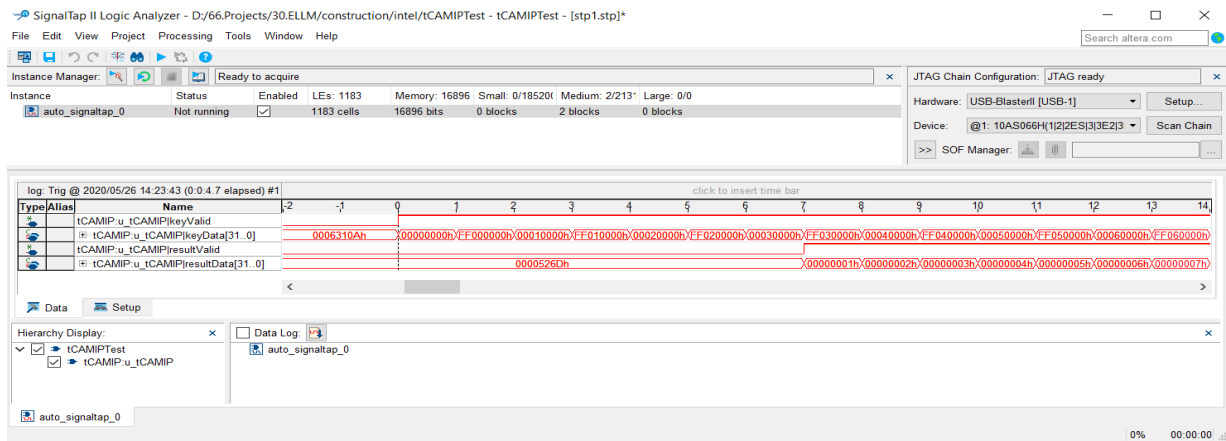 SignalTap II Logic Analyzer - D:/66.Projects/30.ELLM/construction/intel/tCAMIPTest - tCAMIPTest - [stp1.stp]*
File Edit View Project Processing Tools Window Help
Search altera.com
Instance Manager: Ready to acquire
JTAG Chain Configuration: JTAG ready
Instance Status Enabled LEs: 1183 Memory: 16896 Small: 0/18520( Medium: 2/213 Large: 0/0
auto_signaltap_0 Not running 1183 cells 16896 bits 0 blocks 2 blocks 0 blocks
Hardware: USB-BlasterII [USB-1] Setup...
Device: @1: 10AS066H(1|2|2ES|3|3E2|3 Scan Chain
>> SOF Manager: ...
log: Trig @ 2020/05/26 14:23:43 (0:0:4.7 elapsed) #1 click to insert time bar
Type Alias Name -2 -1 0 1 2 3 4 5 6 7 8 9 10 11 12 13 14
tCAMIP:u_tCAMIP|keyValid
tCAMIP:u_tCAMIP|keyData[31..0] 0006310Ah 00000000h FF000000h 00010000h FF010000h 00020000h FF020000h 00030000h FF030000h 00040000h FF040000h 00050000h FF050000h 00060000h FF060000h
tCAMIP:u_tCAMIP|resultValid
tCAMIP:u_tCAMIP|resultData[31..0] 0000526Dh 00000001h 00000002h 00000003h 00000004h 00000005h 00000006h 00000007h
Data Setup
Hierarchy Display: Data Log:
tCAMIPTest auto_signaltap_0
tCAMIP:u_tCAMIP
auto_signaltap_0
0% 00:00:00